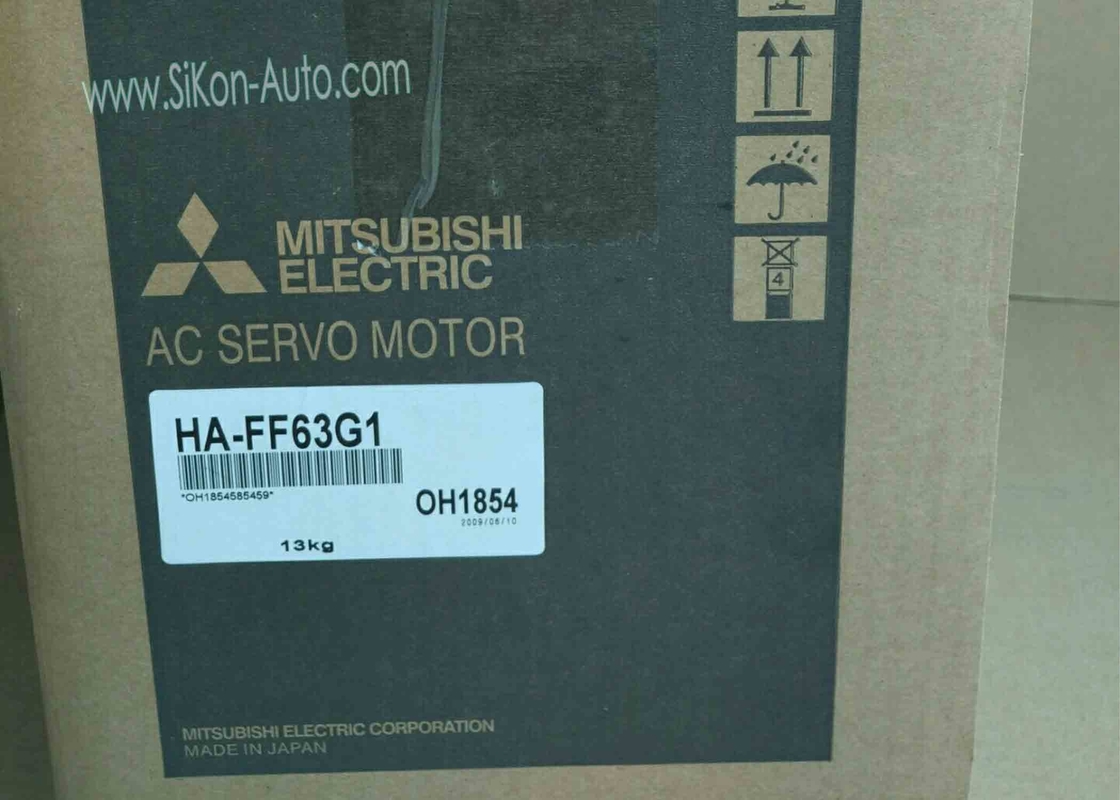 www.SiKon-Auto.com
MITSUBISHI
ELECTRIC
AC SERVO MOTOR
HA-FF63G1
*OH1854585459*
OH1854
2009/06/10
13kg
4
MITSUBISHI ELECTRIC CORPORATION
MADE IN JAPAN